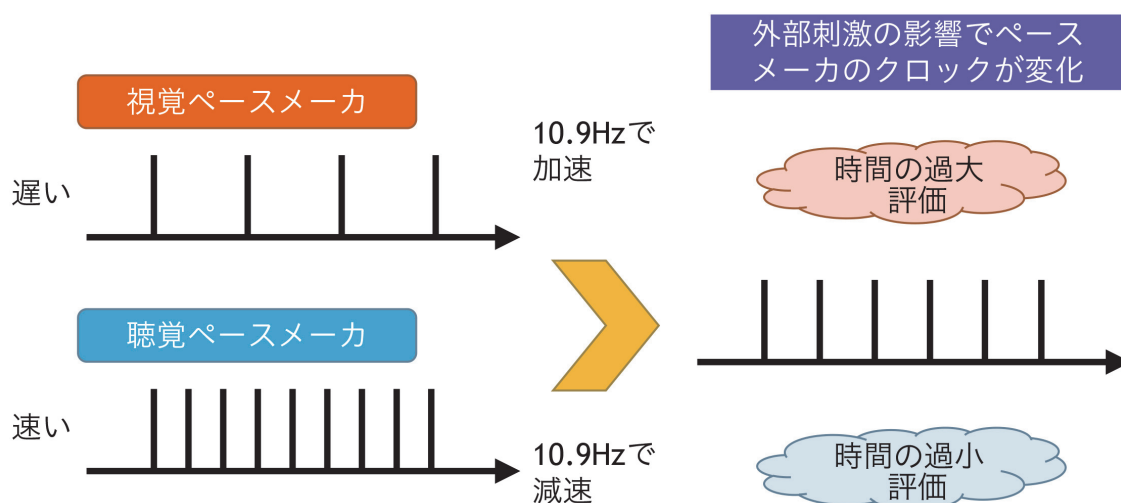 外部刺激の影響でペース
メーカのクロックが変化
視覚ペースメーカ
遅い
10.9Hzで
加速
時間の過大
評価
聴覚ペースメーカ
速い
10.9Hzで
減速
時間の過小
評価